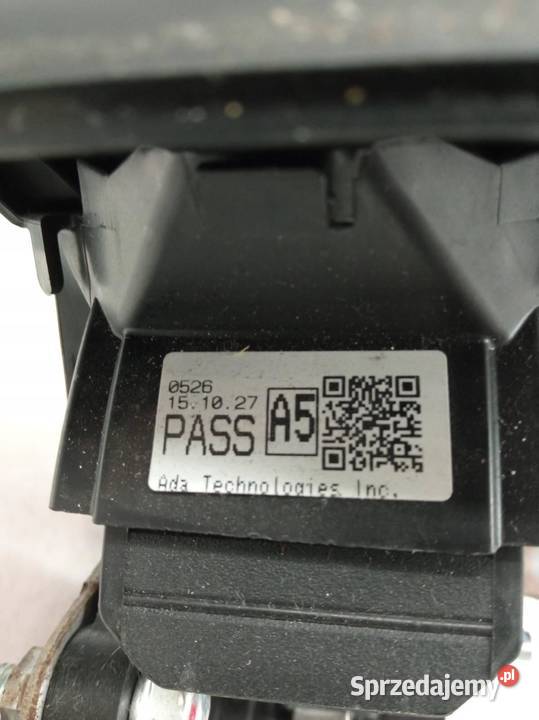 0526
15.10.27
PASS
A5
Ada Technologies Inc.
Sprzedajemy.pl